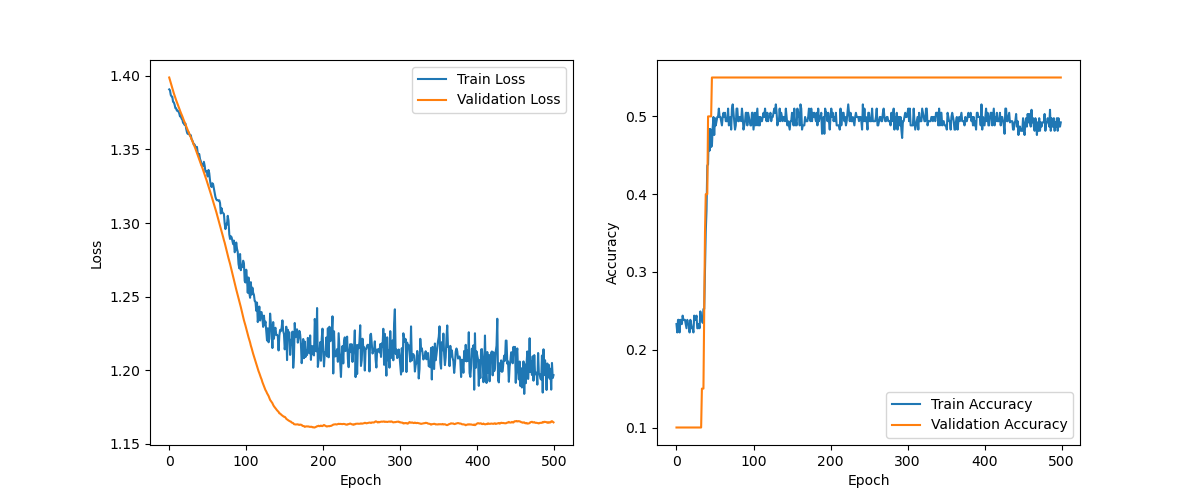 1.40
1.35
1.30
1.25
1.20
1.15
Loss
0
100
200
300
400
500
Epoch
Train Loss
Validation Loss
0.5
0.4
0.3
0.2
0.1
Accuracy
0
100
200
300
400
500
Epoch
Train Accuracy
Validation Accuracy